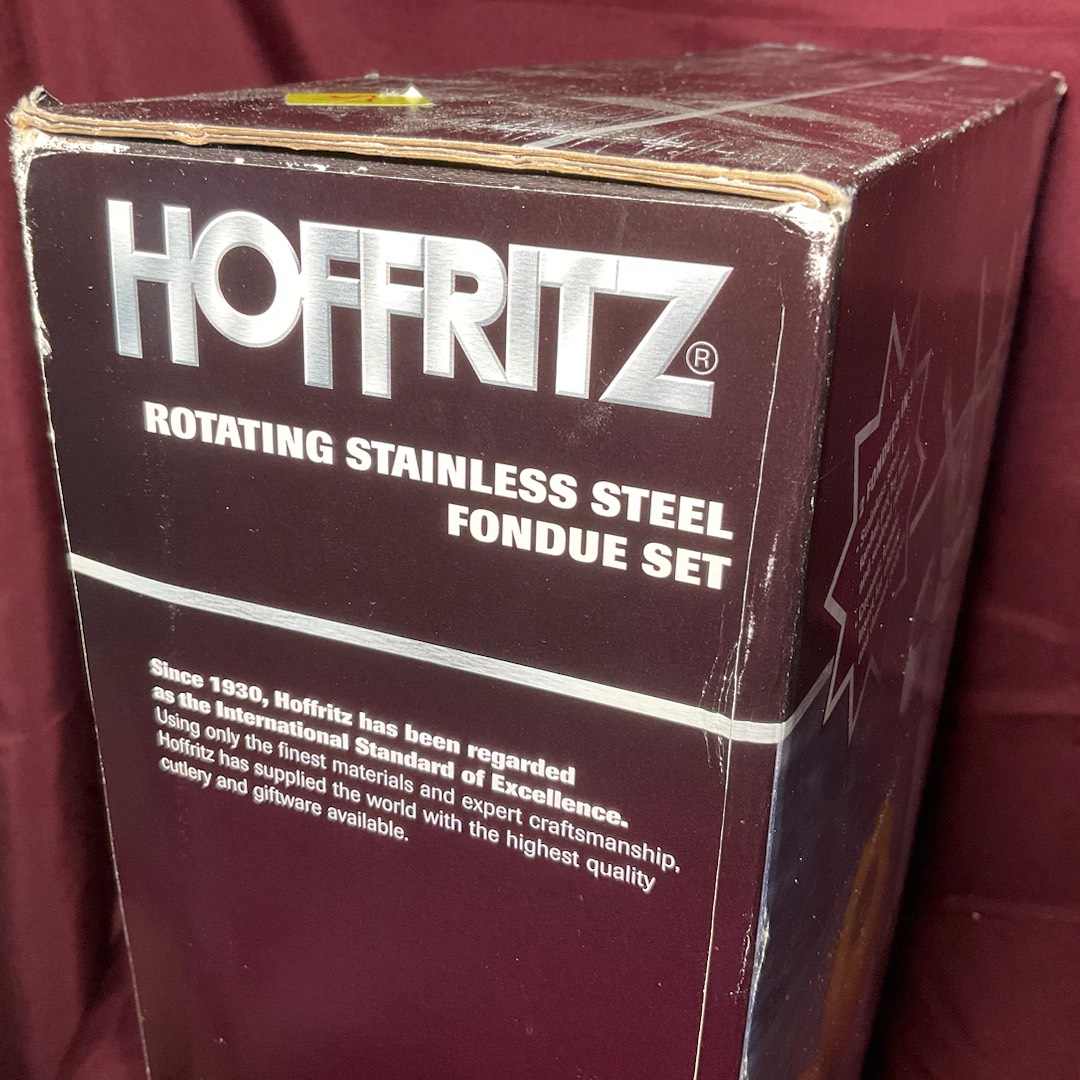 HOFFRITZ®
ROTATING STAINLESS STEEL
FONDUE SET
Since 1930, Hoffritz has been regarded
as the International Standard of Excellence.
Using only the finest materials and expert craftsmanship,
Hoffritz has supplied the world with the highest quality
cutlery and giftware available.